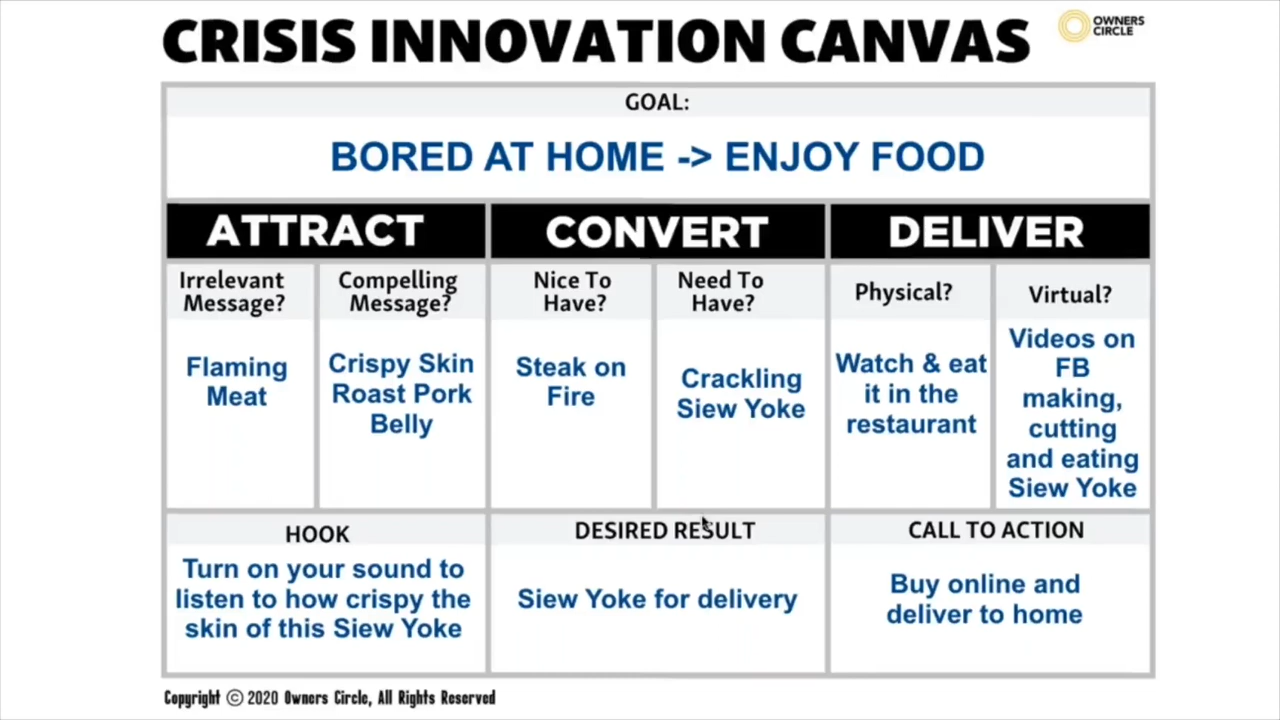 CRISIS INNOVATION CANVAS
OWNERS
CIRCLE
GOAL:
BORED AT HOME -> ENJOY FOOD
ATTRACT
CONVERT
DELIVER
Irrelevant
Message?
Compelling
Message?
Nice To
Have?
Need To
Have?
Physical?
Virtual?
Flaming
Meat
Crispy Skin
Roast Pork
Belly
Steak on
Fire
Crackling
Siew Yoke
Watch & eat
it in the
restaurant
Videos on
FB
making,
cutting
and eating
Siew Yoke
HOOK
Turn on your sound to
listen to how crispy the
skin of this Siew Yoke
DESIRED RESULT
Siew Yoke for delivery
CALL TO ACTION
Buy online and
deliver to home
Copyright © 2020 Owners Circle, All Rights Reserved